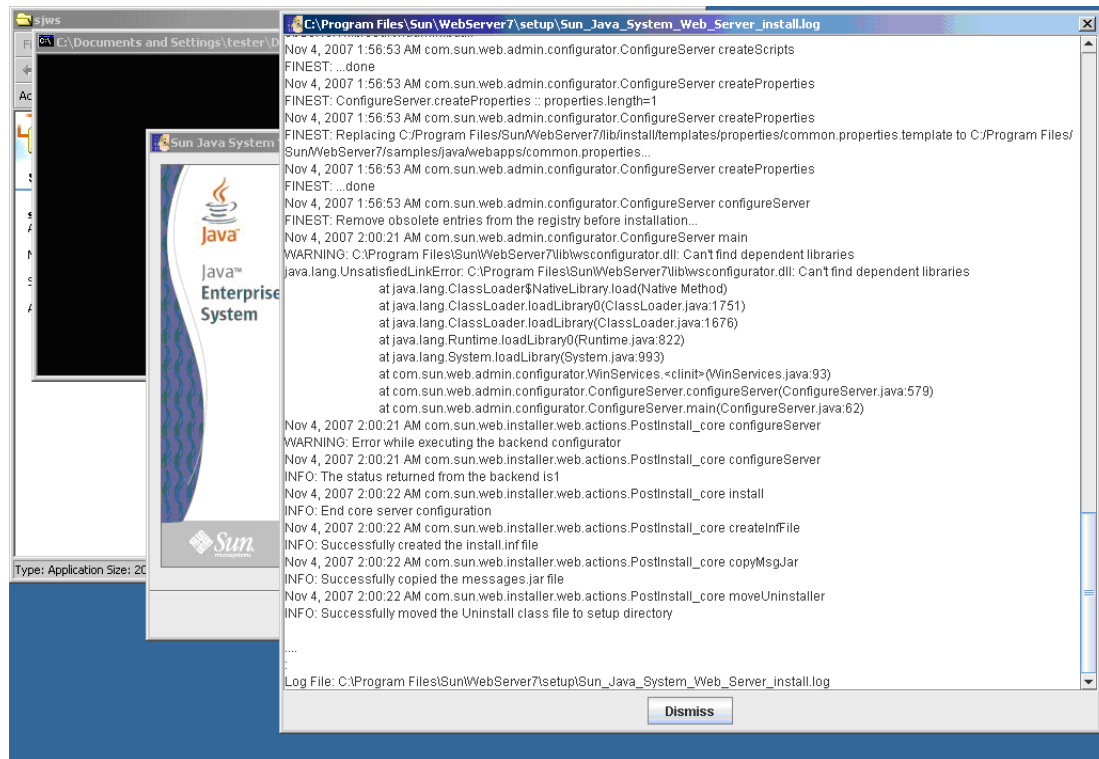 sjws
C:\Documents and Settings\tester\D
Ac
Sun Java System
Java
Java™
Enterprise
System
Sun
microsystems
Type: Application Size: 20
C:\Program Files\Sun\WebServer7\setup\Sun_Java_System_Web_Server_install.log
Nov 4, 2007 1:56:53 AM com.sun.web.admin.configurator.ConfigureServer createScripts
FINEST: ...done
Nov 4, 2007 1:56:53 AM com.sun.web.admin.configurator.ConfigureServer createProperties
FINEST: ConfigureServer.createProperties :: properties.length=1
Nov 4, 2007 1:56:53 AM com.sun.web.admin.configurator.ConfigureServer createProperties
FINEST: Replacing C:/Program Files/Sun/WebServer7/lib/install/templates/properties/common.properties.template to C:/Program Files/
Sun/WebServer7/samples/java/webapps/common.properties...
Nov 4, 2007 1:56:53 AM com.sun.web.admin.configurator.ConfigureServer createProperties
FINEST: ...done
Nov 4, 2007 1:56:53 AM com.sun.web.admin.configurator.ConfigureServer configureServer
FINEST: Remove obsolete entries from the registry before installation...
Nov 4, 2007 2:00:21 AM com.sun.web.admin.configurator.ConfigureServer main
WARNING: C:\Program Files\Sun\WebServer7\lib\wsconfigurator.dll: Can't find dependent libraries
java.lang.UnsatisfiedLinkError: C:\Program Files\Sun\WebServer7\lib\wsconfigurator.dll: Can't find dependent libraries
at java.lang.ClassLoader$NativeLibrary.load(Native Method)
at java.lang.ClassLoader.loadLibrary0(ClassLoader.java:1751)
at java.lang.ClassLoader.loadLibrary(ClassLoader.java:1676)
at java.lang.Runtime.loadLibrary0(Runtime.java:822)
at java.lang.System.loadLibrary(System.java:993)
at com.sun.web.admin.configurator.WinServices.<clinit>(WinServices.java:93)
at com.sun.web.admin.configurator.ConfigureServer.configureServer(ConfigureServer.java:579)
at com.sun.web.admin.configurator.ConfigureServer.main(ConfigureServer.java:62)
Nov 4, 2007 2:00:21 AM com.sun.web.installer.web.actions.PostInstall_core configureServer
WARNING: Error while executing the backend configurator
Nov 4, 2007 2:00:21 AM com.sun.web.installer.web.actions.PostInstall_core configureServer
INFO: The status returned from the backend is1
Nov 4, 2007 2:00:22 AM com.sun.web.installer.web.actions.PostInstall_core install
INFO: End core server configuration
Nov 4, 2007 2:00:22 AM com.sun.web.installer.web.actions.PostInstall_core createInfFile
INFO: Successfully created the install.inf file
Nov 4, 2007 2:00:22 AM com.sun.web.installer.web.actions.PostInstall_core copyMsgJar
INFO: Successfully copied the messages.jar file
Nov 4, 2007 2:00:22 AM com.sun.web.installer.web.actions.PostInstall_core moveUninstaller
INFO: Successfully moved the Uninstall class file to setup directory
....
:
Log File: C:\Program Files\Sun\WebServer7\setup\Sun_Java_System_Web_Server_install.log
Dismiss